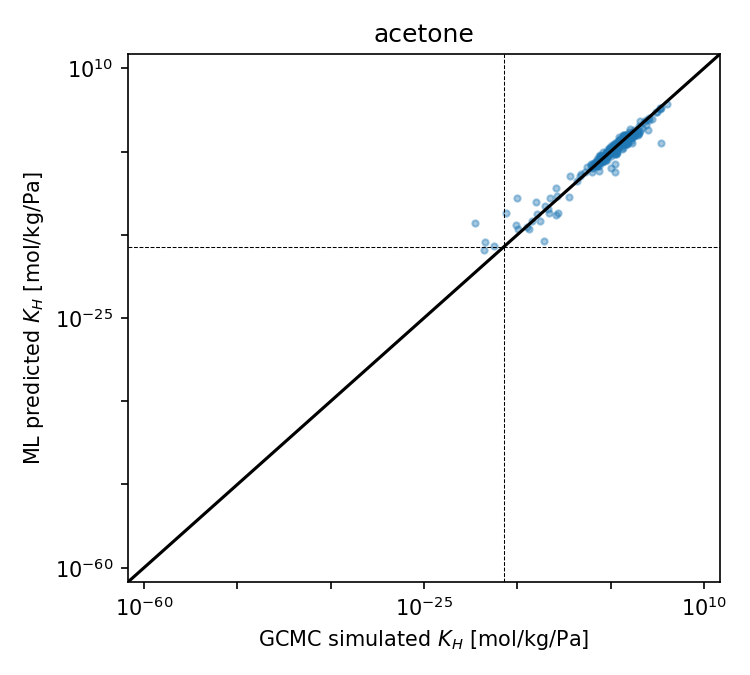 acetone
10^10
10^-25
10^-60
ML predicted K_H [mol/kg/Pa]
10^-60 10^-25 10^10
GCMC simulated K_H [mol/kg/Pa]